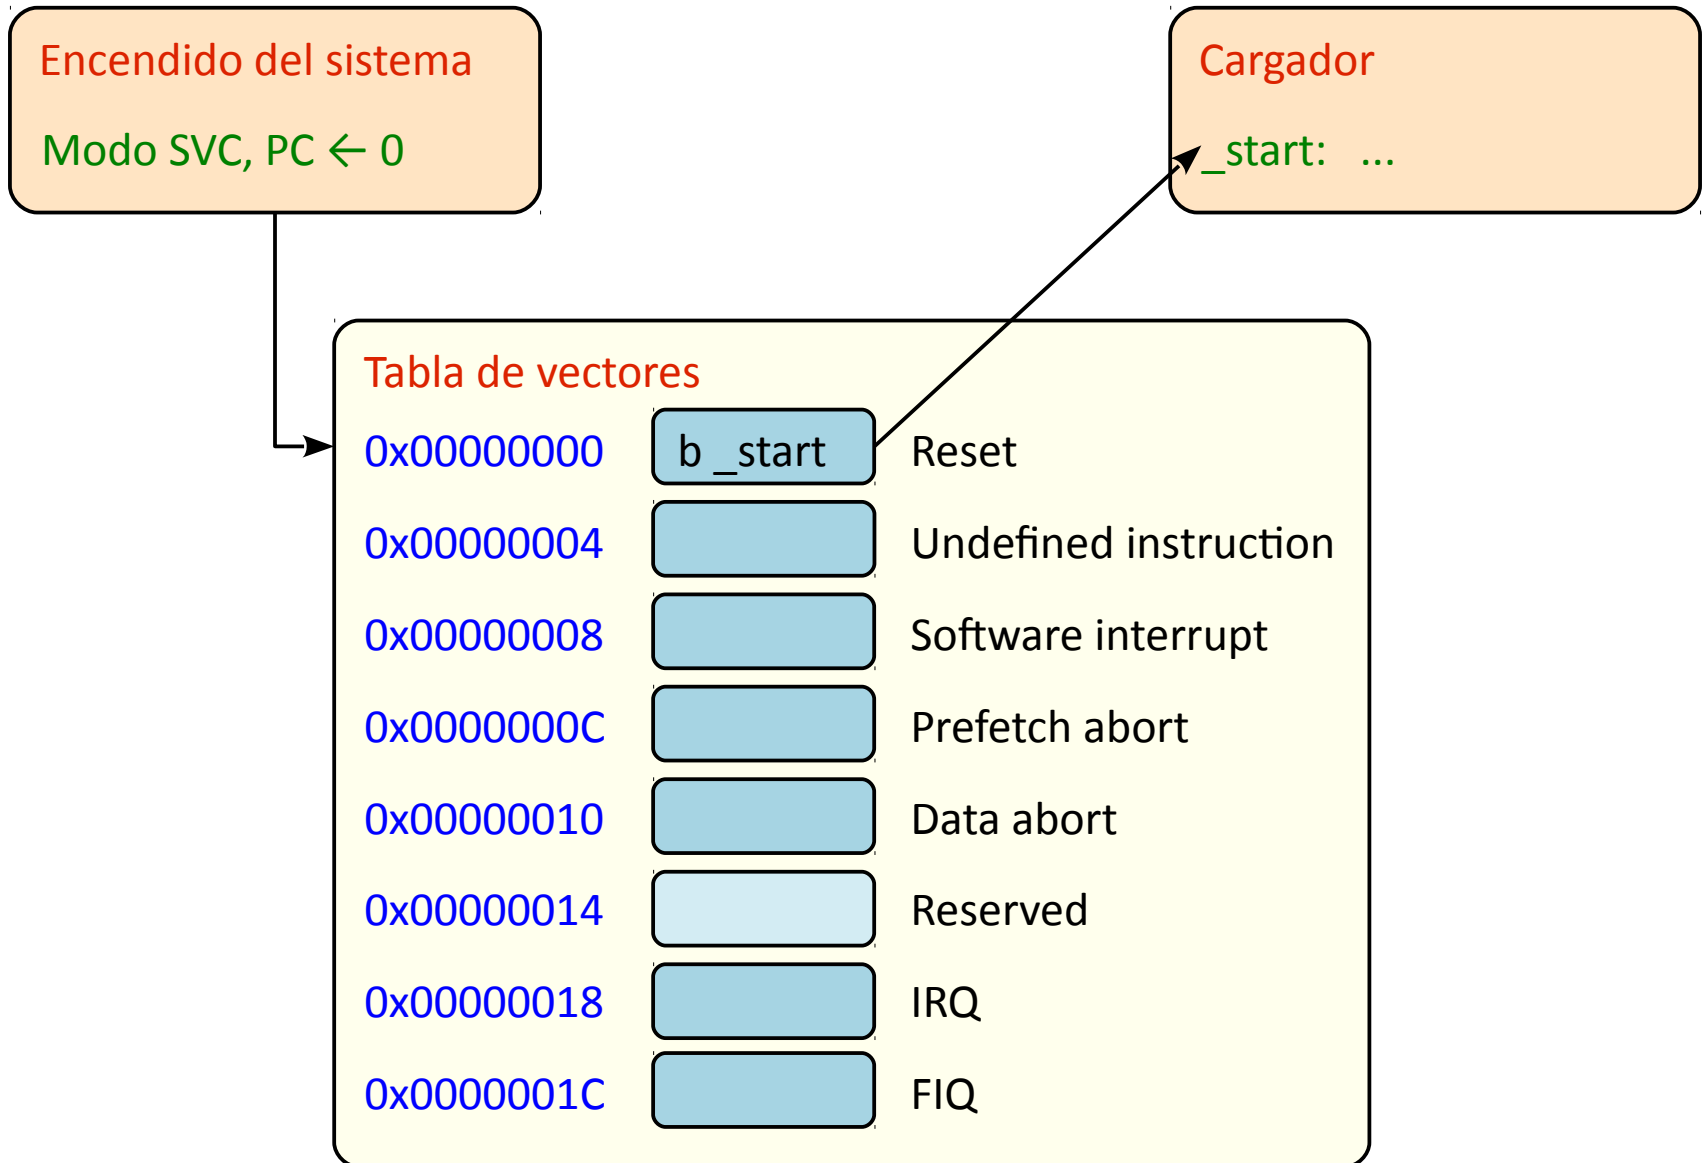 Encendido del sistema
Modo SVC, PC ← 0
Cargador
_start: ...
Tabla de vectores
0x00000000 b _start Reset
0x00000004 Undefined instruction
0x00000008 Software interrupt
0x0000000C Prefetch abort
0x00000010 Data abort
0x00000014 Reserved
0x00000018 IRQ
0x0000001C FIQ